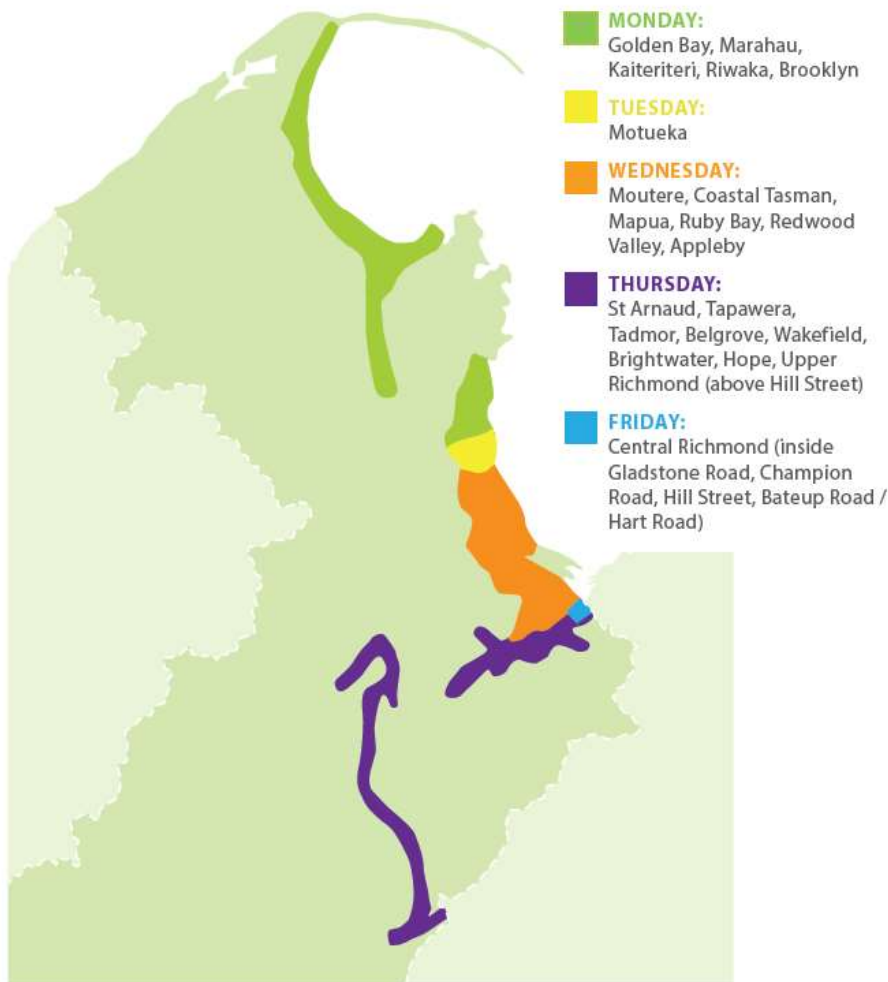 MONDAY:
Golden Bay, Marahau,
Kaiteriteri, Riwaka, Brooklyn
TUESDAY:
Motueka
WEDNESDAY:
Moutere, Coastal Tasman,
Mapua, Ruby Bay, Redwood
Valley, Appleby
THURSDAY:
St Arnaud, Tapawera,
Tadmor, Belgrove, Wakefield,
Brightwater, Hope, Upper
Richmond (above Hill Street)
FRIDAY:
Central Richmond (inside
Gladstone Road, Champion
Road, Hill Street, Bateup Road /
Hart Road)